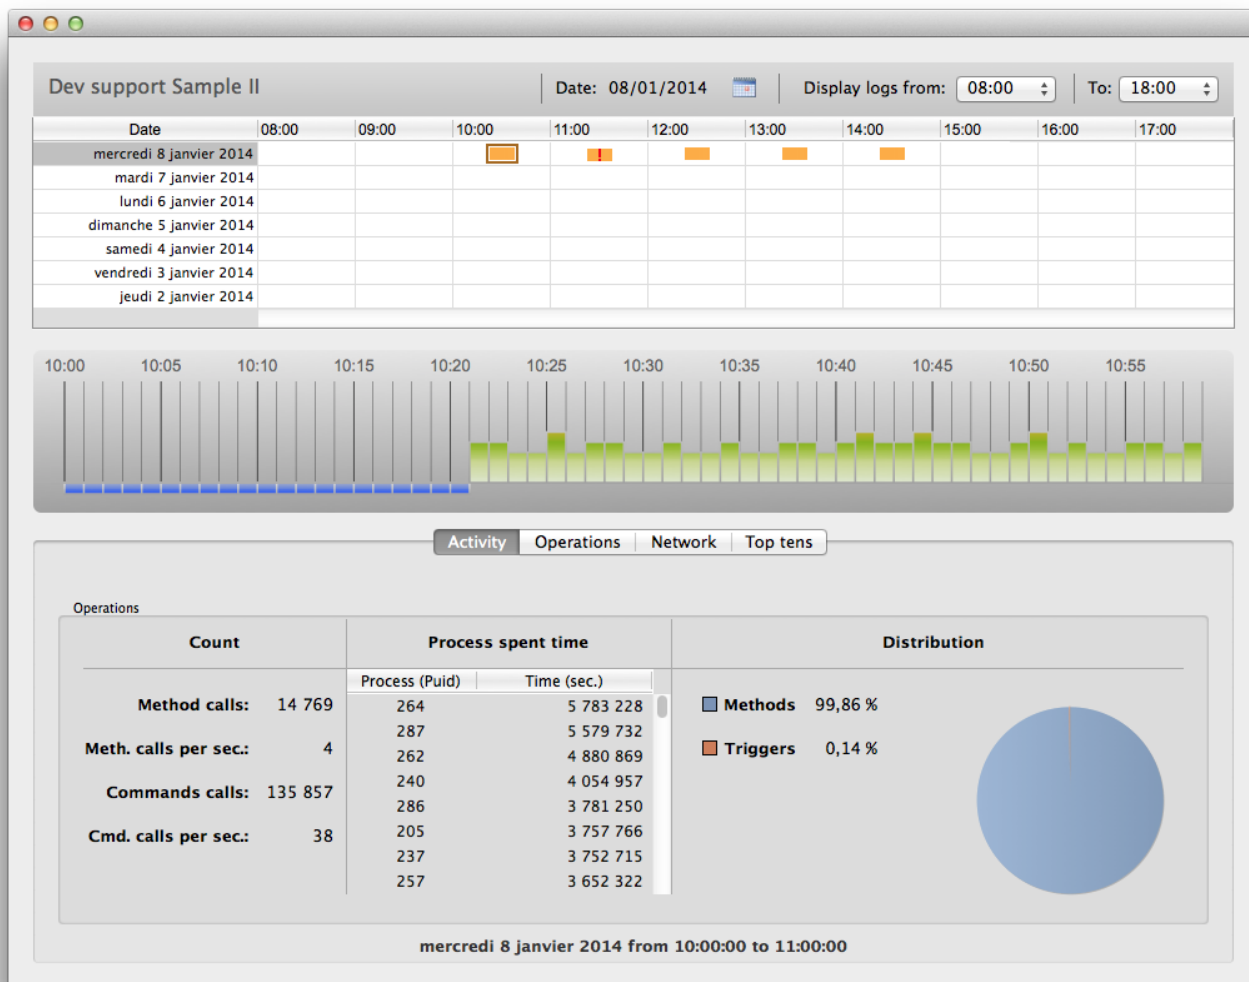 Dev support Sample II Date: 08/01/2014 Display logs from: 08:00 To: 18:00
Date 08:00 09:00 10:00 11:00 12:00 13:00 14:00 15:00 16:00 17:00
mercredi 8 janvier 2014 !
mardi 7 janvier 2014
lundi 6 janvier 2014
dimanche 5 janvier 2014
samedi 4 janvier 2014
vendredi 3 janvier 2014
jeudi 2 janvier 2014
10:00 10:05 10:10 10:15 10:20 10:25 10:30 10:35 10:40 10:45 10:50 10:55
Activity Operations Network Top tens
Operations
Count Process spent time Distribution
Process (Puid) Time (sec.)
Method calls: 14 769 264 5 783 228 Methods 99,86 %
287 5 579 732
Meth. calls per sec.: 4 262 4 880 869 Triggers 0,14 %
240 4 054 957
Commands calls: 135 857 286 3 781 250
Cmd. calls per sec.: 38 205 3 757 766
237 3 752 715
257 3 652 322
mercredi 8 janvier 2014 from 10:00:00 to 11:00:00